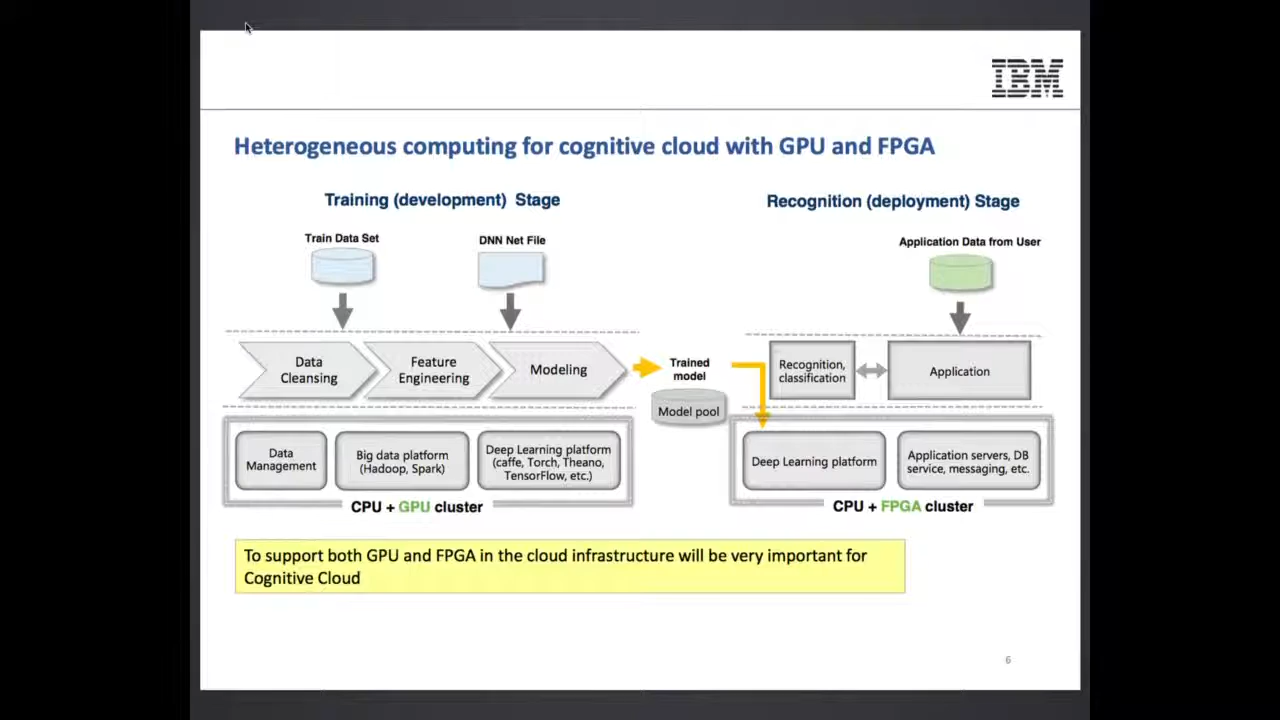 IBM
Heterogeneous computing for cognitive cloud with GPU and FPGA
Training (development) Stage
Recognition (deployment) Stage
Train Data Set
DNN Net File
Application Data from User
Data
Cleansing
Feature
Engineering
Modeling
Trained
model
Model pool
Recognition,
classification
Application
Data
Management
Big data platform
(Hadoop, Spark)
Deep Learning platform
(caffe, Torch, Theano,
TensorFlow, etc.)
CPU + GPU cluster
Deep Learning platform
Application servers, DB
service, messaging, etc.
CPU + FPGA cluster
To support both GPU and FPGA in the cloud infrastructure will be very important for
Cognitive Cloud
6